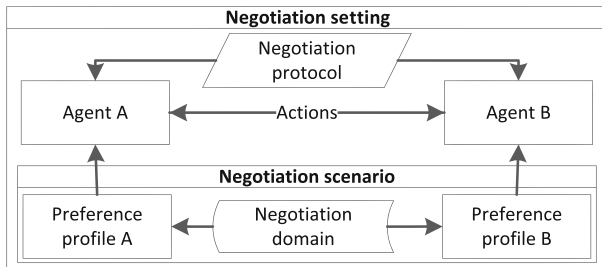 Negotiation setting
Negotiation
protocol
Agent A
Actions
Agent B
Negotiation scenario
Preference
profile A
Negotiation
domain
Preference
profile B